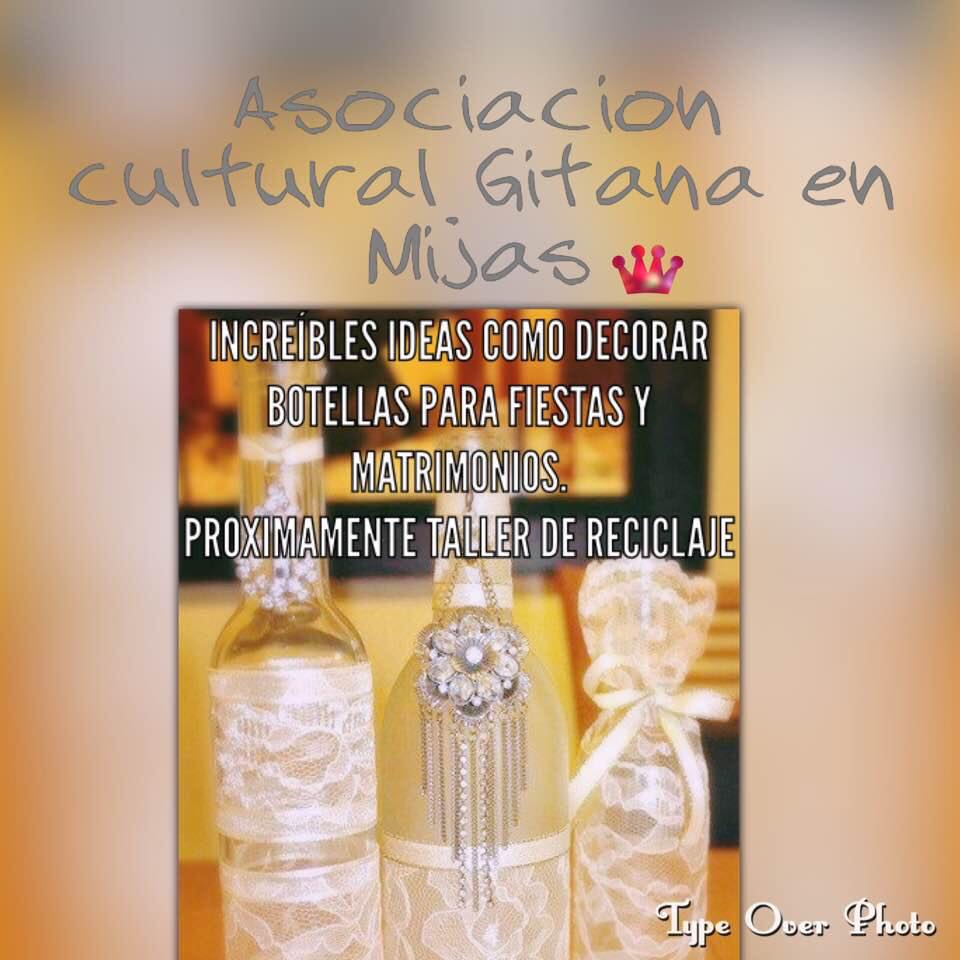 Asociacion
cultural Gitana en
Mijas
INCREÍBLES IDEAS COMO DECORAR
BOTELLAS PARA FIESTAS Y
MATRIMONIOS.
PROXIMAMENTE TALLER DE RECICLAJE
Type Over Photo